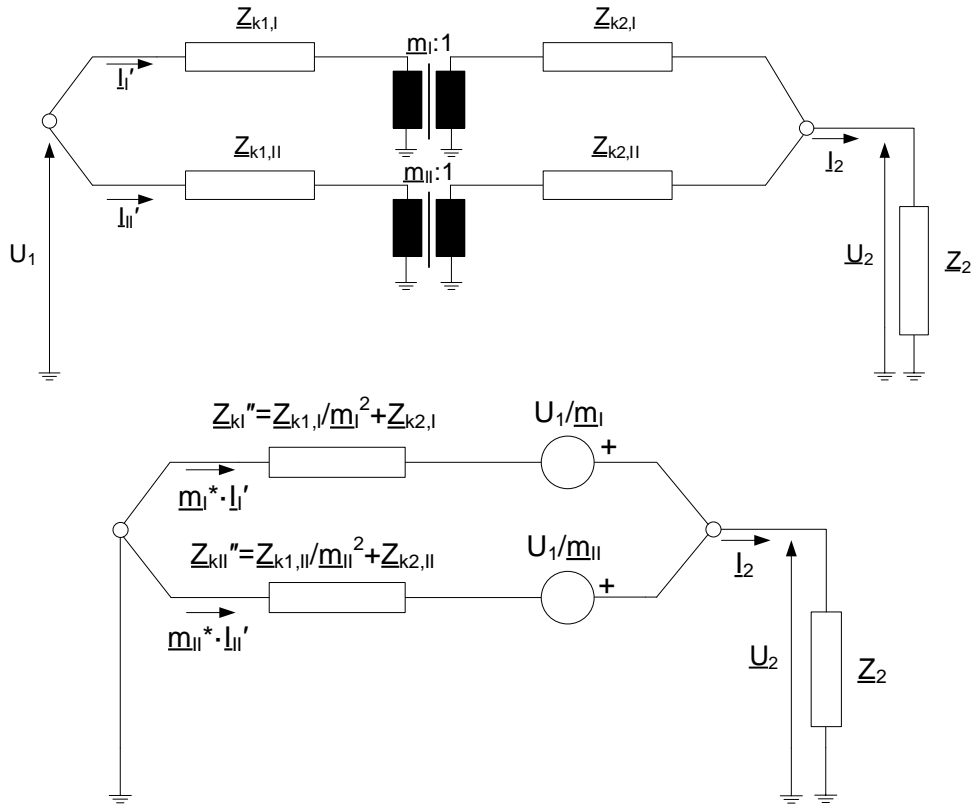 Z̲k1,I
m̲I:1
Z̲k2,I
I̲I′
Z̲k1,II
m̲II:1
Z̲k2,II
I̲2
I̲II′
U1
U̲2
Z̲2
Z̲kI″=Z̲k1,I/m̲I²+Z̲k2,I
U1/m̲I
+
m̲I*·I̲I′
Z̲kII″=Z̲k1,II/m̲II²+Z̲k2,II
U1/m̲II
+
I̲2
m̲II*·I̲II′
U̲2
Z̲2